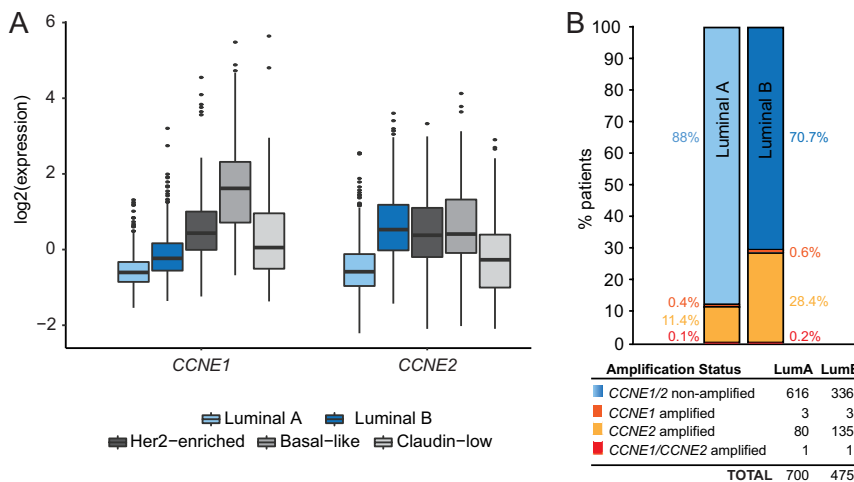 A
log2(expression)
6
4
2
0
−2
CCNE1
CCNE2
Luminal A
Luminal B
Her2−enriched
Basal−like
Claudin−low
B
% patients
100
90
80
70
60
50
40
30
20
10
0
Luminal A
Luminal B
88%
0.4%
11.4%
0.1%
70.7%
0.6%
28.4%
0.2%
Amplification Status LumA LumB
CCNE1/2 non-amplified 616 336
CCNE1 amplified 3 3
CCNE2 amplified 80 135
CCNE1/CCNE2 amplified 1 1
TOTAL 700 475